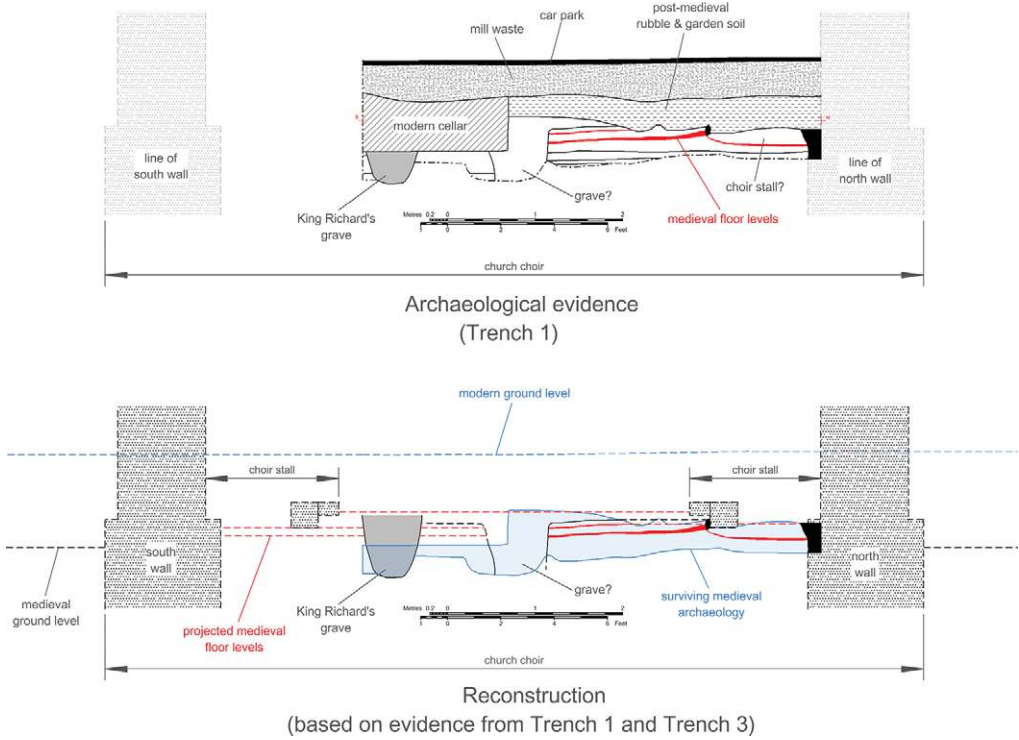 car park
post-medieval
rubble & garden soil
mill waste
modern cellar
line of
south wall
line of
north wall
choir stall?
grave?
King Richard's
grave
medieval floor levels
Metres 0.2 0 1 2
1 0 2 4 6 Feet
church choir
Archaeological evidence
(Trench 1)
modern ground level
choir stall
choir stall
south
wall
north
wall
medieval
ground level
King Richard's
grave
grave?
projected medieval
floor levels
surviving medieval
archaeology
Metres 0.2 0 1 2
1 0 2 4 6 Feet
church choir
Reconstruction
(based on evidence from Trench 1 and Trench 3)